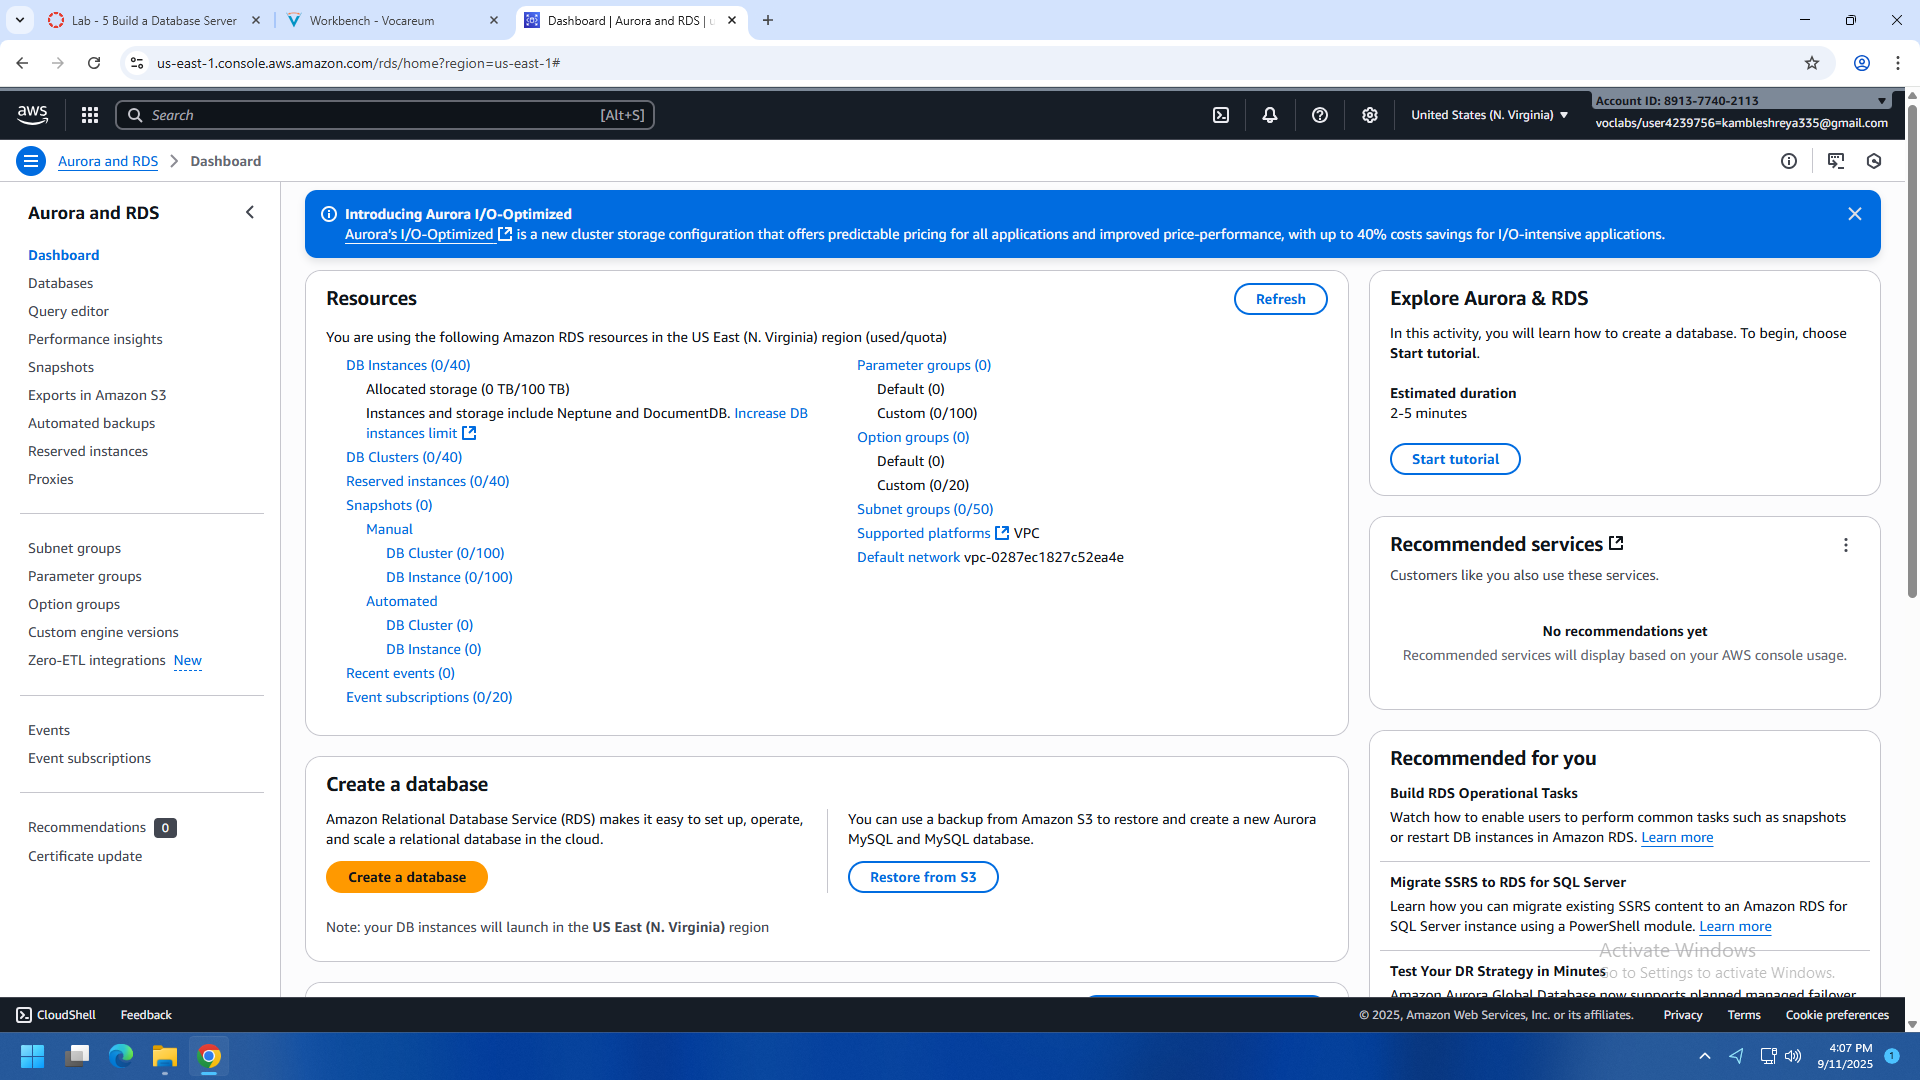 Lab - 5 Build a Database Server
Workbench - Vocareum
Dashboard | Aurora and RDS | u
us-east-1.console.aws.amazon.com/rds/home?region=us-east-1#
aws
Search
[Alt+S]
United States (N. Virginia)
Account ID: 8913-7740-2113
voclabs/user4239756=kambleshreya335@gmail.com
Aurora and RDS
Dashboard
Aurora and RDS
Dashboard
Databases
Query editor
Performance insights
Snapshots
Exports in Amazon S3
Automated backups
Reserved instances
Proxies
Subnet groups
Parameter groups
Option groups
Custom engine versions
Zero-ETL integrations New
Events
Event subscriptions
Recommendations 0
Certificate update
Introducing Aurora I/O-Optimized
Aurora's I/O-Optimized is a new cluster storage configuration that offers predictable pricing for all applications and improved price-performance, with up to 40% costs savings for I/O-intensive applications.
Resources
Refresh
You are using the following Amazon RDS resources in the US East (N. Virginia) region (used/quota)
DB Instances (0/40)
Allocated storage (0 TB/100 TB)
Instances and storage include Neptune and DocumentDB. Increase DB
instances limit
DB Clusters (0/40)
Reserved instances (0/40)
Snapshots (0)
Manual
DB Cluster (0/100)
DB Instance (0/100)
Automated
DB Cluster (0)
DB Instance (0)
Recent events (0)
Event subscriptions (0/20)
Parameter groups (0)
Default (0)
Custom (0/100)
Option groups (0)
Default (0)
Custom (0/20)
Subnet groups (0/50)
Supported platforms VPC
Default network vpc-0287ec1827c52ea4e
Create a database
Amazon Relational Database Service (RDS) makes it easy to set up, operate,
and scale a relational database in the cloud.
Create a database
You can use a backup from Amazon S3 to restore and create a new Aurora
MySQL and MySQL database.
Restore from S3
Note: your DB instances will launch in the US East (N. Virginia) region
Explore Aurora & RDS
In this activity, you will learn how to create a database. To begin, choose
Start tutorial.
Estimated duration
2-5 minutes
Start tutorial
Recommended services
Customers like you also use these services.
No recommendations yet
Recommended services will display based on your AWS console usage.
Recommended for you
Build RDS Operational Tasks
Watch how to enable users to perform common tasks such as snapshots
or restart DB instances in Amazon RDS. Learn more
Migrate SSRS to RDS for SQL Server
Learn how you can migrate existing SSRS content to an Amazon RDS for
SQL Server instance using a PowerShell module. Learn more
Test Your DR Strategy in Minutes
Amazon Aurora Global Database now supports planned managed failover
Activate Windows
Go to Settings to activate Windows.
CloudShell
Feedback
© 2025, Amazon Web Services, Inc. or its affiliates.
Privacy
Terms
Cookie preferences
4:07 PM
9/11/2025
1